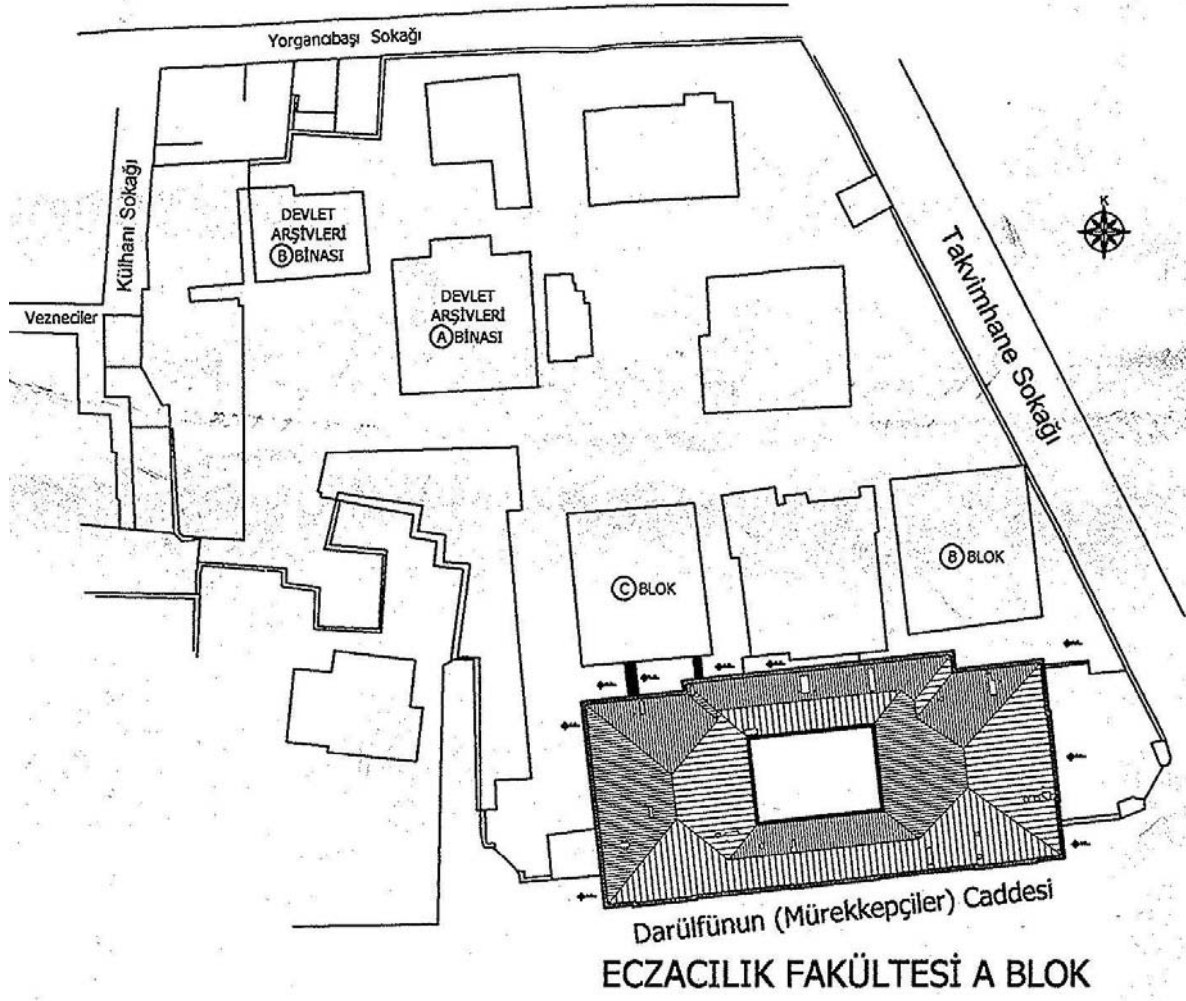 Yorgancıbaşı Sokağı
Külhani Sokağı
K
DEVLET
ARŞİVLERİ
B BİNASI
Takvimhane Sokağı
Vezneciler
DEVLET
ARŞİVLERİ
A BİNASI
B BLOK
C BLOK
Darülfünun (Mürekkepçiler) Caddesi
ECZACILIK FAKÜLTESİ A BLOK